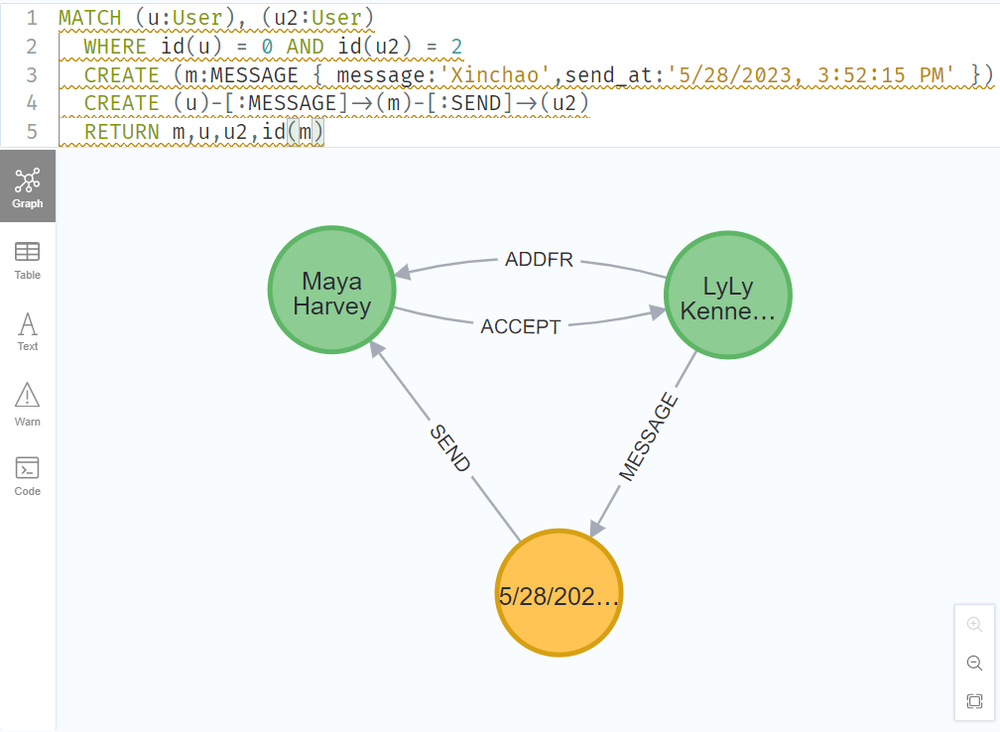 1 MATCH (u:User), (u2:User)
2 WHERE id(u) = 0 AND id(u2) = 2
3 CREATE (m:MESSAGE { message:'Xinchao',send_at:'5/28/2023, 3:52:15 PM' })
4 CREATE (u)-[:MESSAGE]->(m)-[:SEND]->(u2)
5 RETURN m,u,u2,id(m)
Graph
Table
Text
Warn
Code
ADDFR
Maya
Harvey
LyLy
Kenne...
ACCEPT
MESSAGE
SEND
5/28/202...